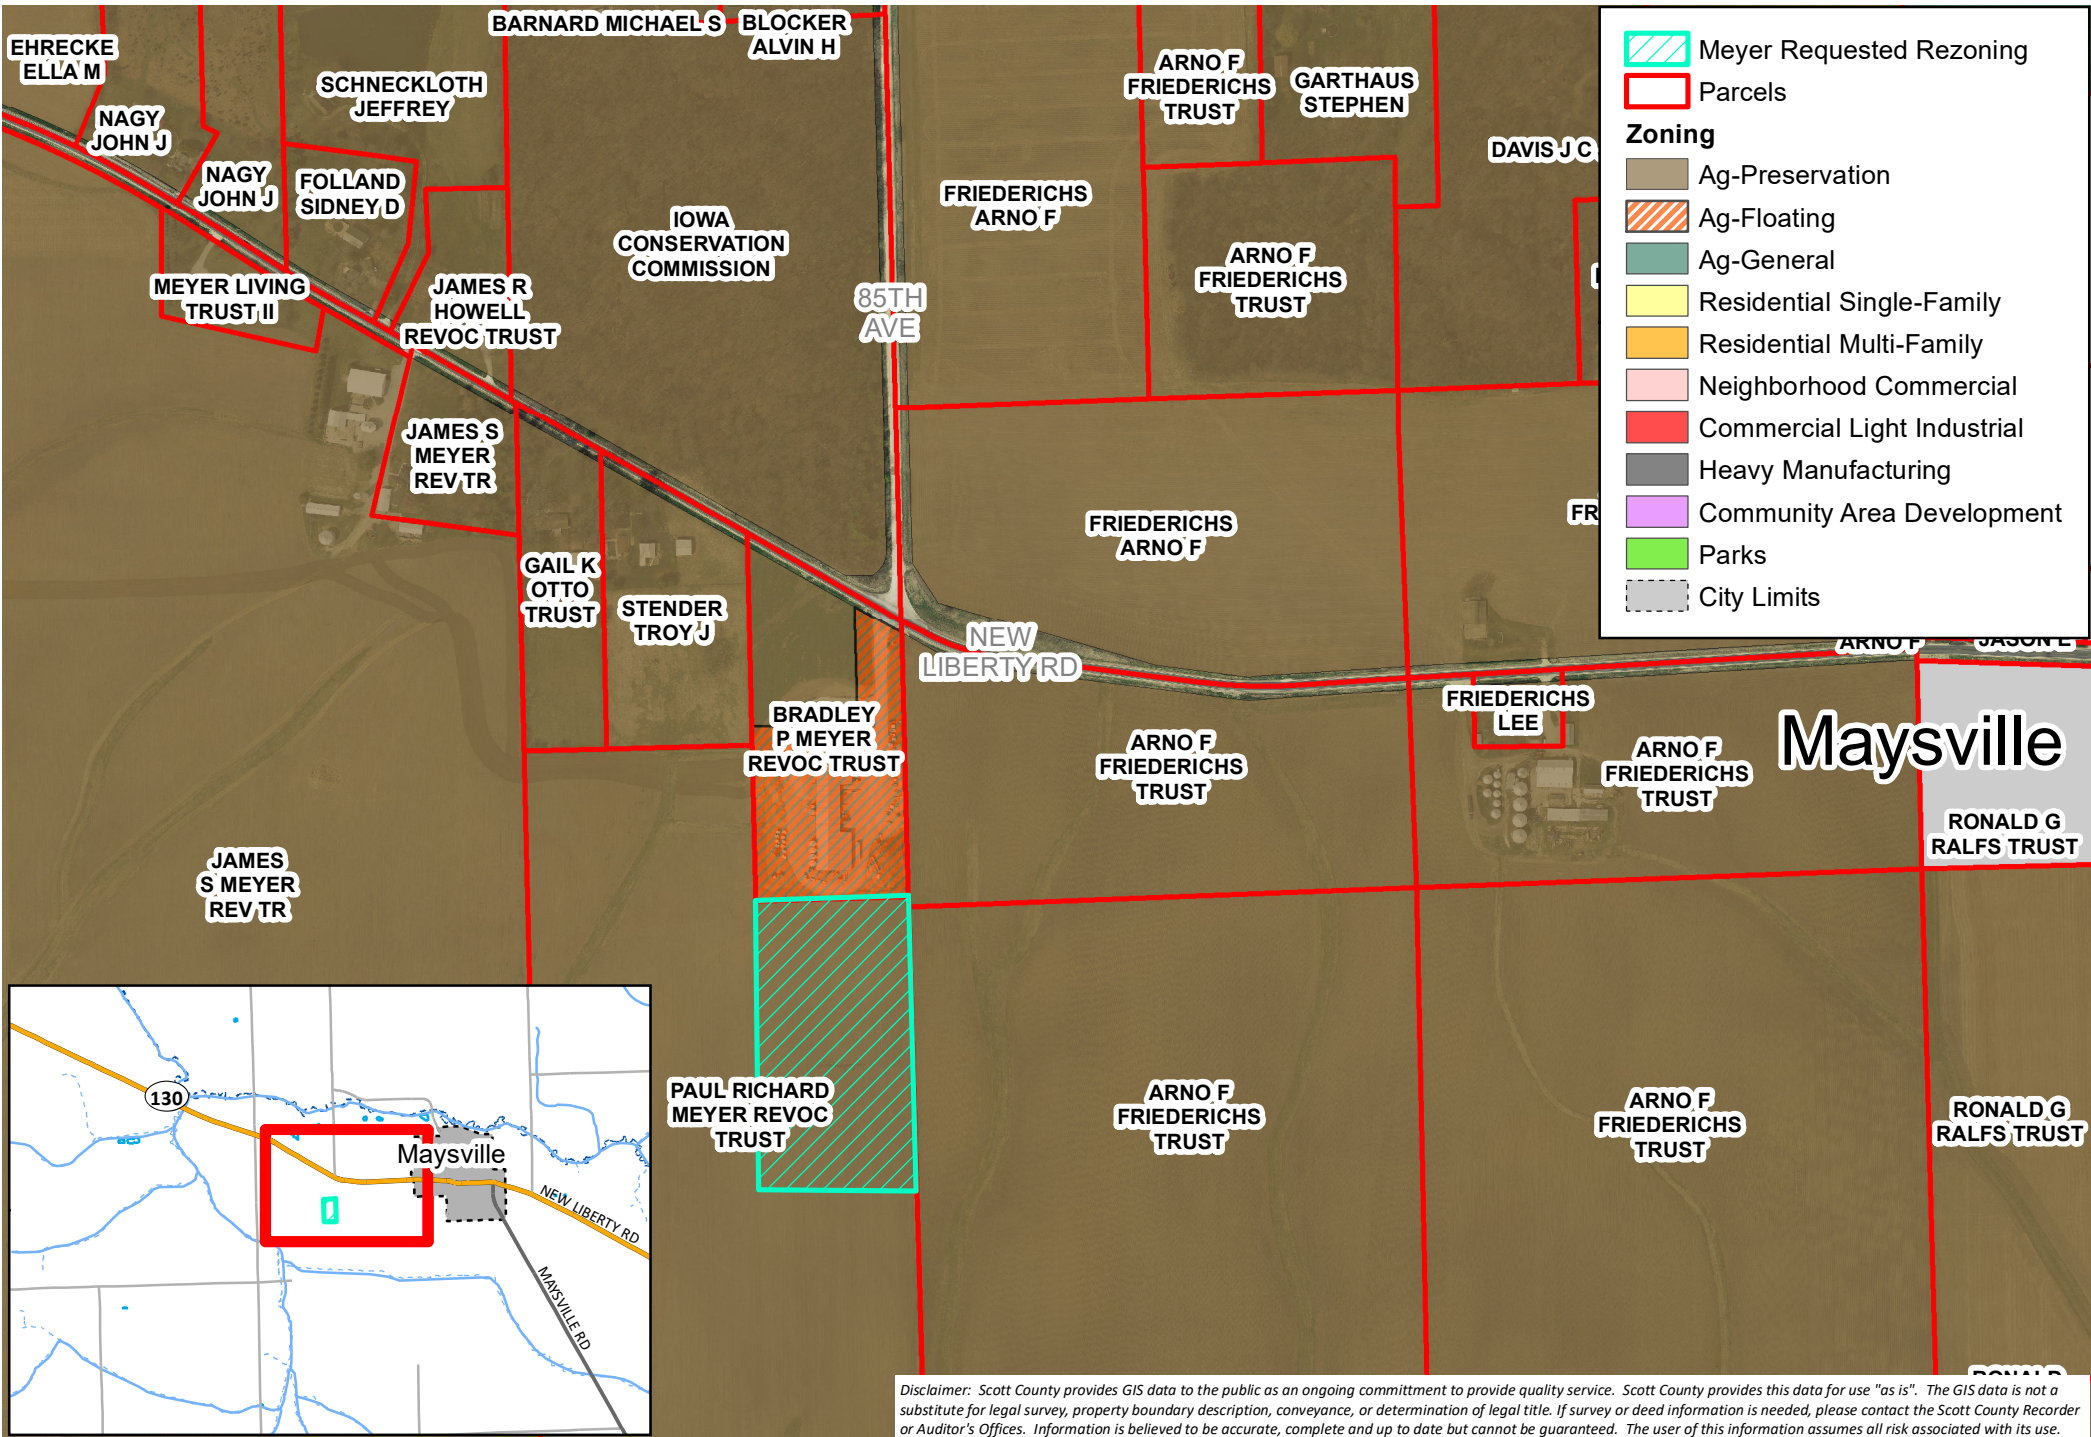 EHRECKE
ELLA M
NAGY
JOHN J
NAGY
JOHN J
SCHNECKLOTH
JEFFREY
FOLLAND
SIDNEY D
BARNARD MICHAEL S
BLOCKER
ALVIN H
MEYER LIVING
TRUST II
JAMES R
HOWELL
REVOC TRUST
IOWA
CONSERVATION
COMMISSION
85TH
AVE
FRIEDERICHS
ARNO F
ARNO F
FRIEDERICHS
TRUST
GARTHAUS
STEPHEN
DAVIS J C
ARNO F
FRIEDERICHS
TRUST
JAMES S
MEYER
REV TR
GAIL K
OTTO
TRUST
STENDER
TROY J
FRIEDERICHS
ARNO F
FR
NEW
LIBERTY RD
BRADLEY
P MEYER
REVOC TRUST
ARNO F
FRIEDERICHS
TRUST
FRIEDERICHS
LEE
ARNO F
FRIEDERICHS
TRUST
ARNO F
JASON L
Maysville
RONALD G
RALFS TRUST
JAMES
S MEYER
REV TR
PAUL RICHARD
MEYER REVOC
TRUST
ARNO F
FRIEDERICHS
TRUST
ARNO F
FRIEDERICHS
TRUST
RONALD G
RALFS TRUST
RONALD
Meyer Requested Rezoning
Parcels
Zoning
Ag-Preservation
Ag-Floating
Ag-General
Residential Single-Family
Residential Multi-Family
Neighborhood Commercial
Commercial Light Industrial
Heavy Manufacturing
Community Area Development
Parks
City Limits
130
Maysville
NEW LIBERTY RD
MAYSVILLE RD
Disclaimer: Scott County provides GIS data to the public as an ongoing committment to provide quality service. Scott County provides this data for use "as is". The GIS data is not a
substitute for legal survey, property boundary description, conveyance, or determination of legal title. If survey or deed information is needed, please contact the Scott County Recorder
or Auditor's Offices. Information is believed to be accurate, complete and up to date but cannot be guaranteed. The user of this information assumes all risk associated with its use.